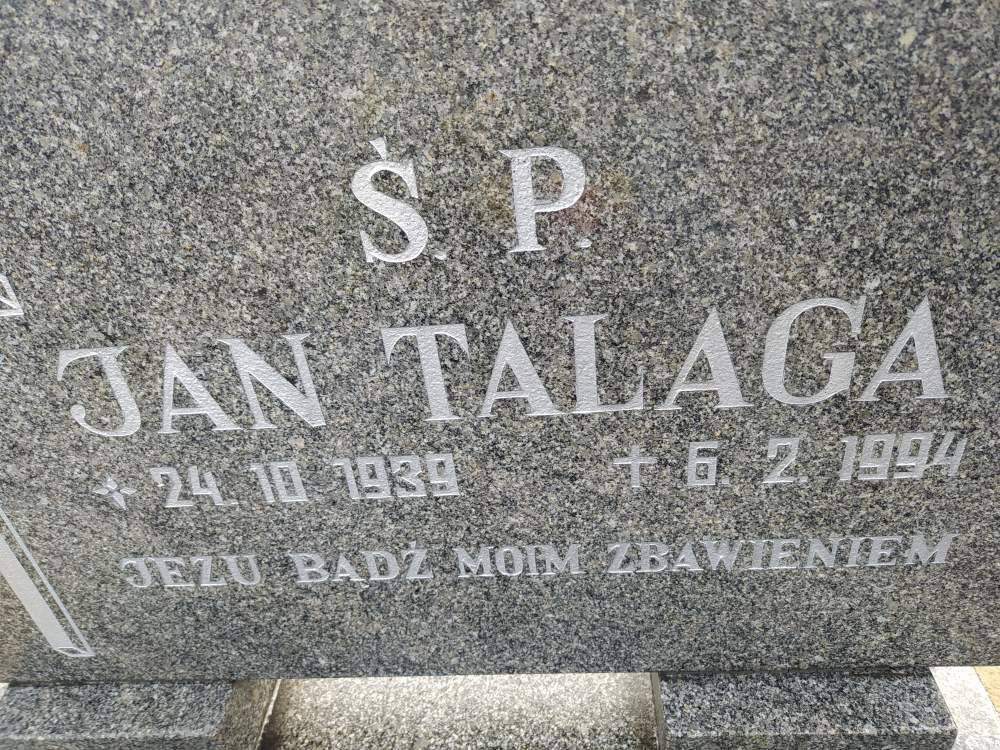 Ś. P.
JAN TALAGA
24. 10 1939 † 6. 2. 1994
JEZU BĄDŹ MOIM ZBAWIENIEM